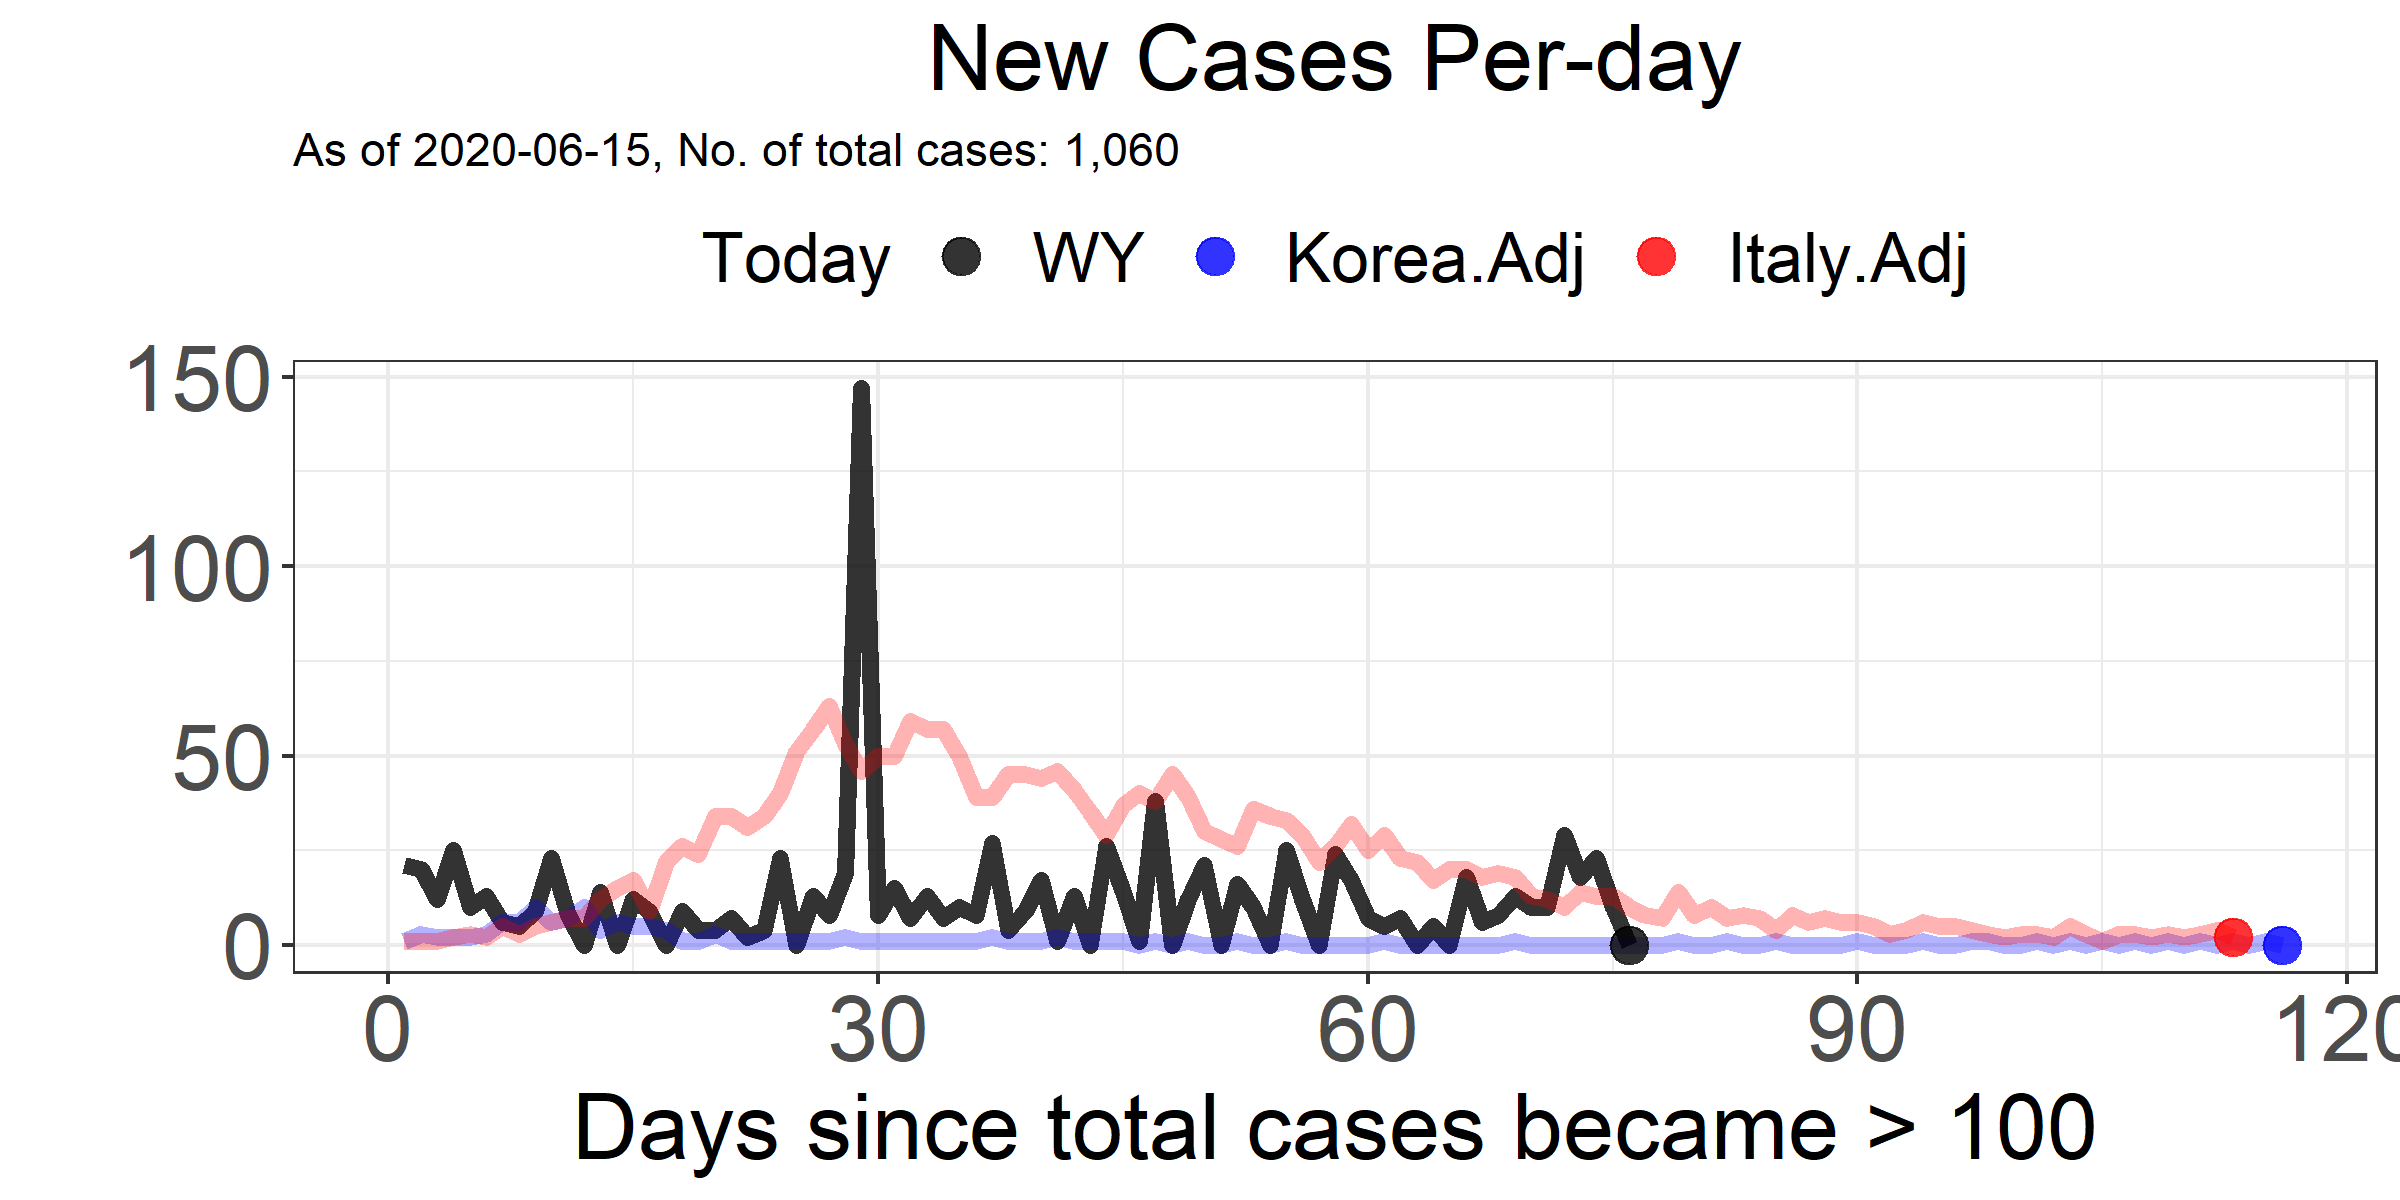 New Cases Per-day
As of 2020-06-15, No. of total cases: 1,060
Today WY Korea.Adj Italy.Adj
150
100
50
0
0 30 60 90 120
Days since total cases became > 100